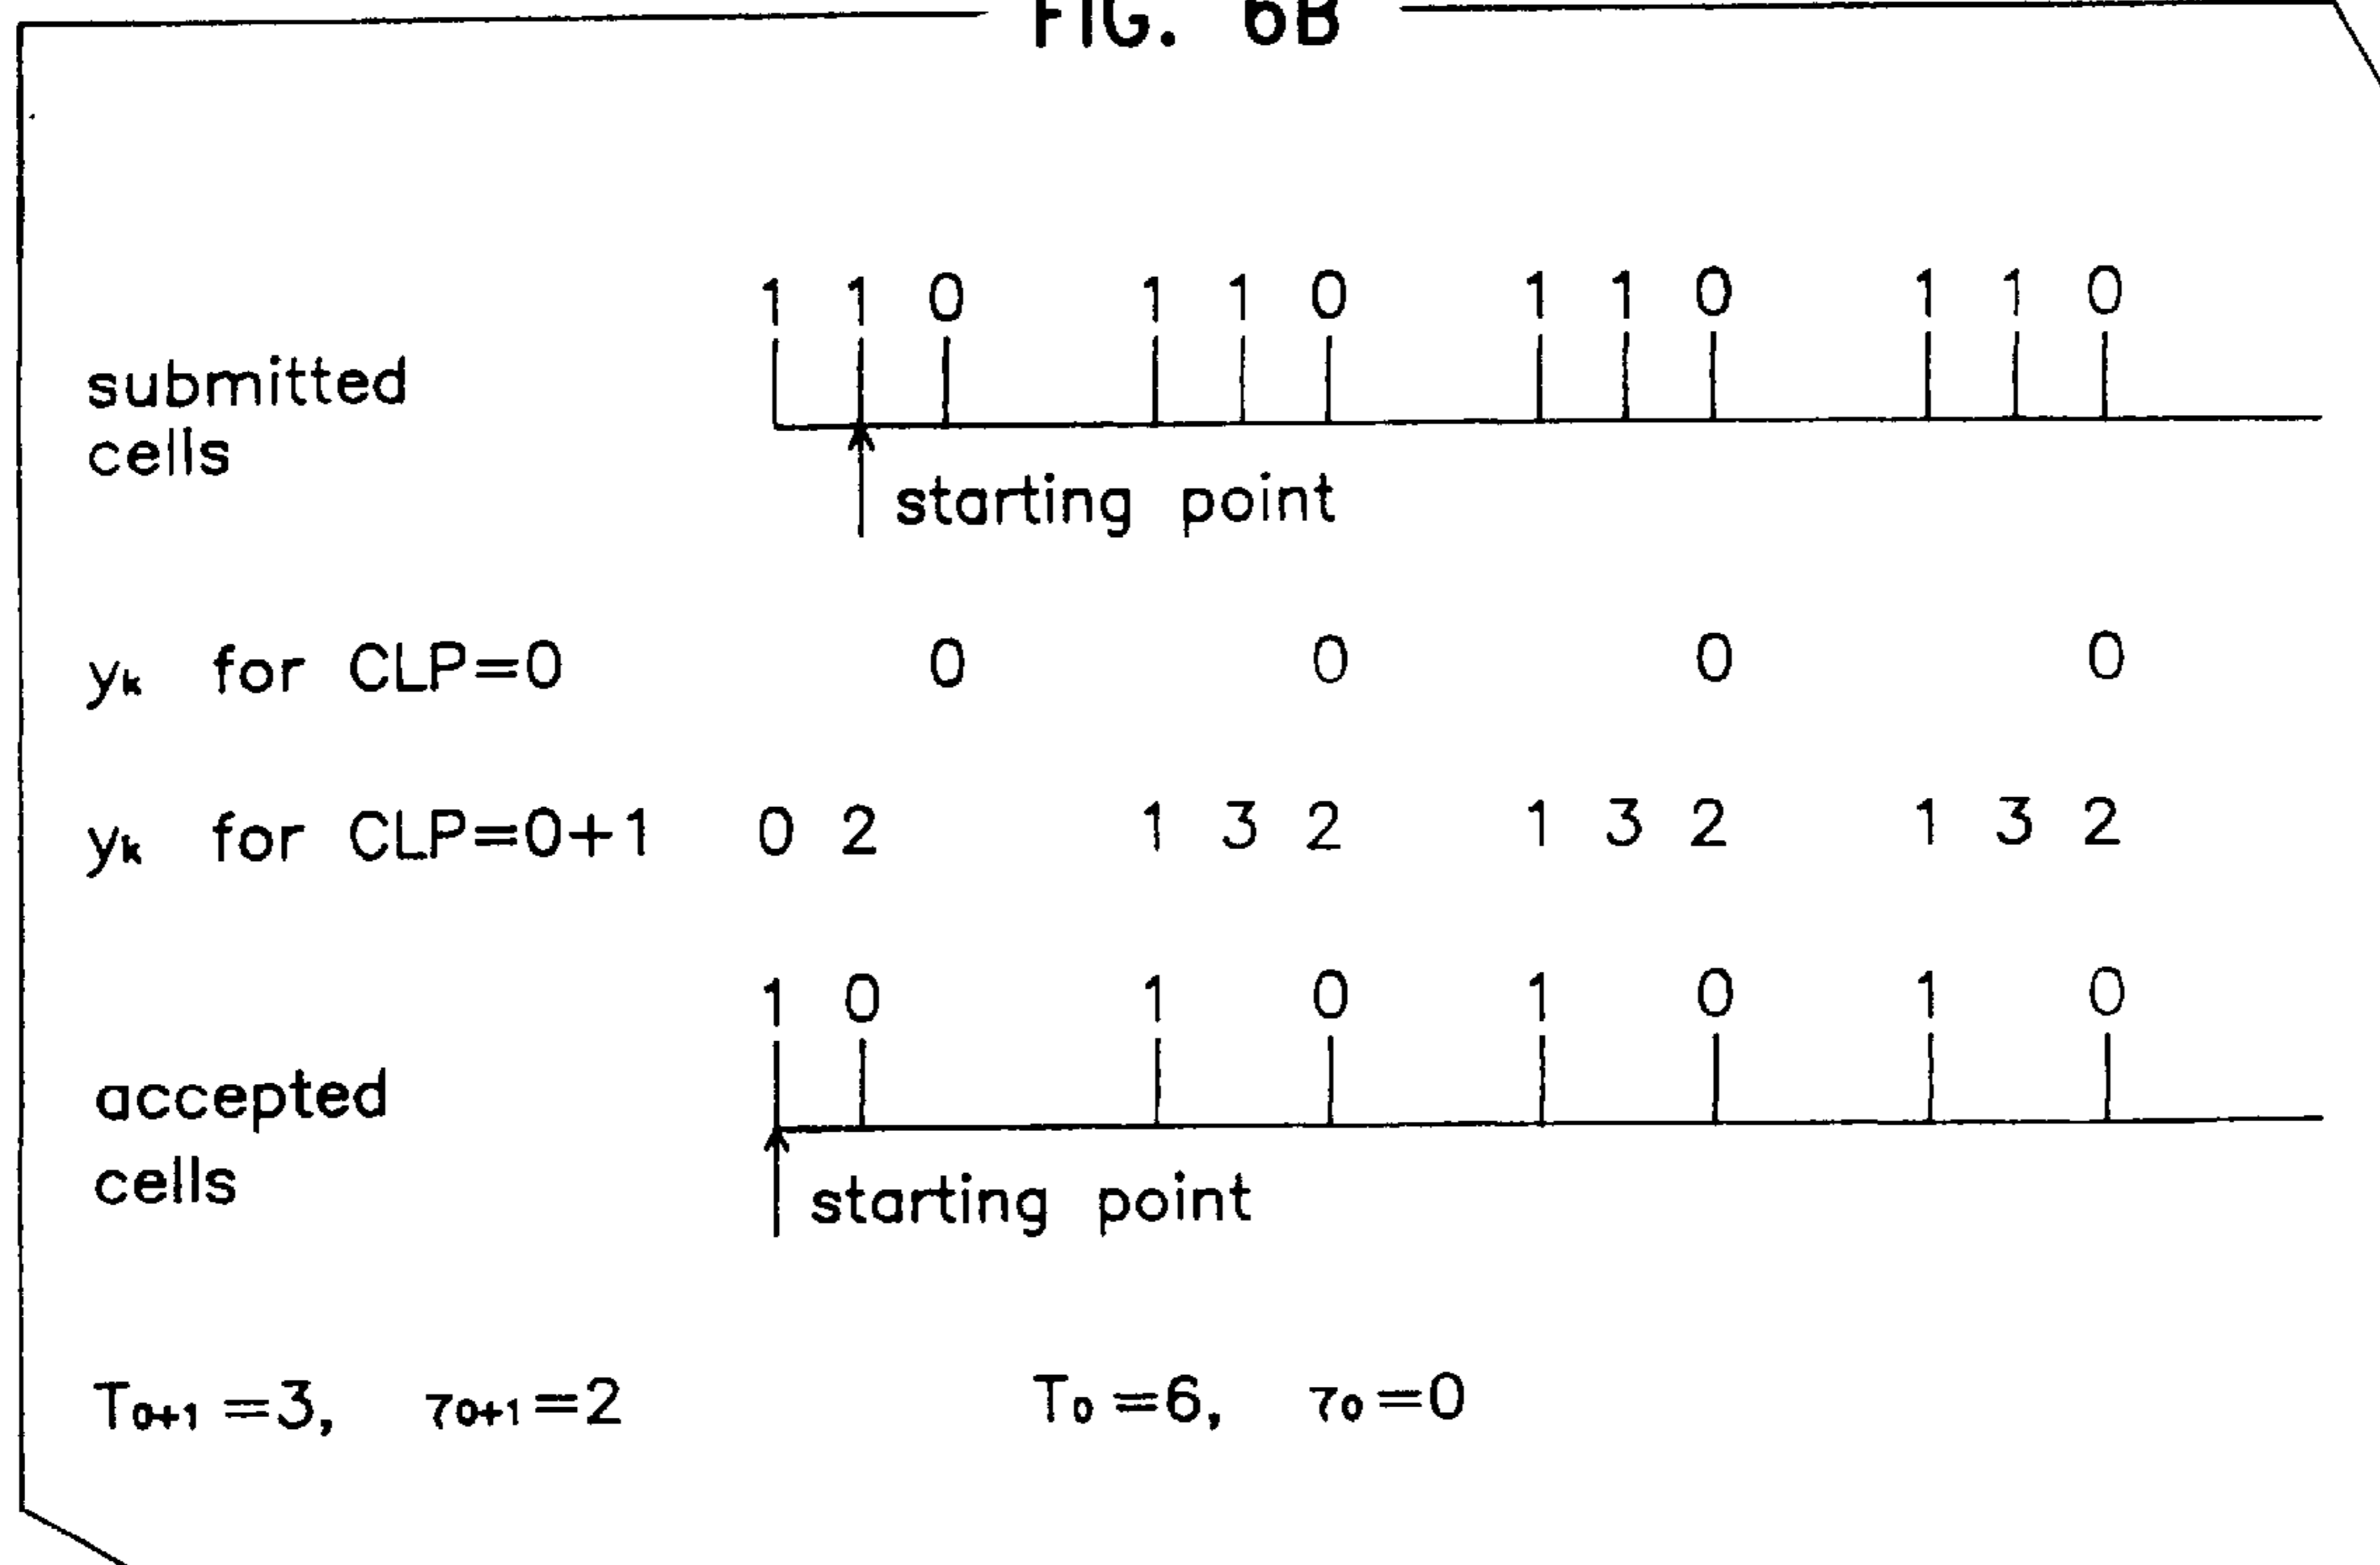 FIG. 6B
1 1 0 1 1 0 1 1 0 1 1 0
submitted
cells
starting point
yk for CLP=0 0 0 0 0
yk for CLP=0+1 0 2 1 3 2 1 3 2 1 3 2
1 0 1 0 1 0 1 0
accepted
cells
starting point
T0+1 =3, τ0+1=2 T0 =6, τ0=0